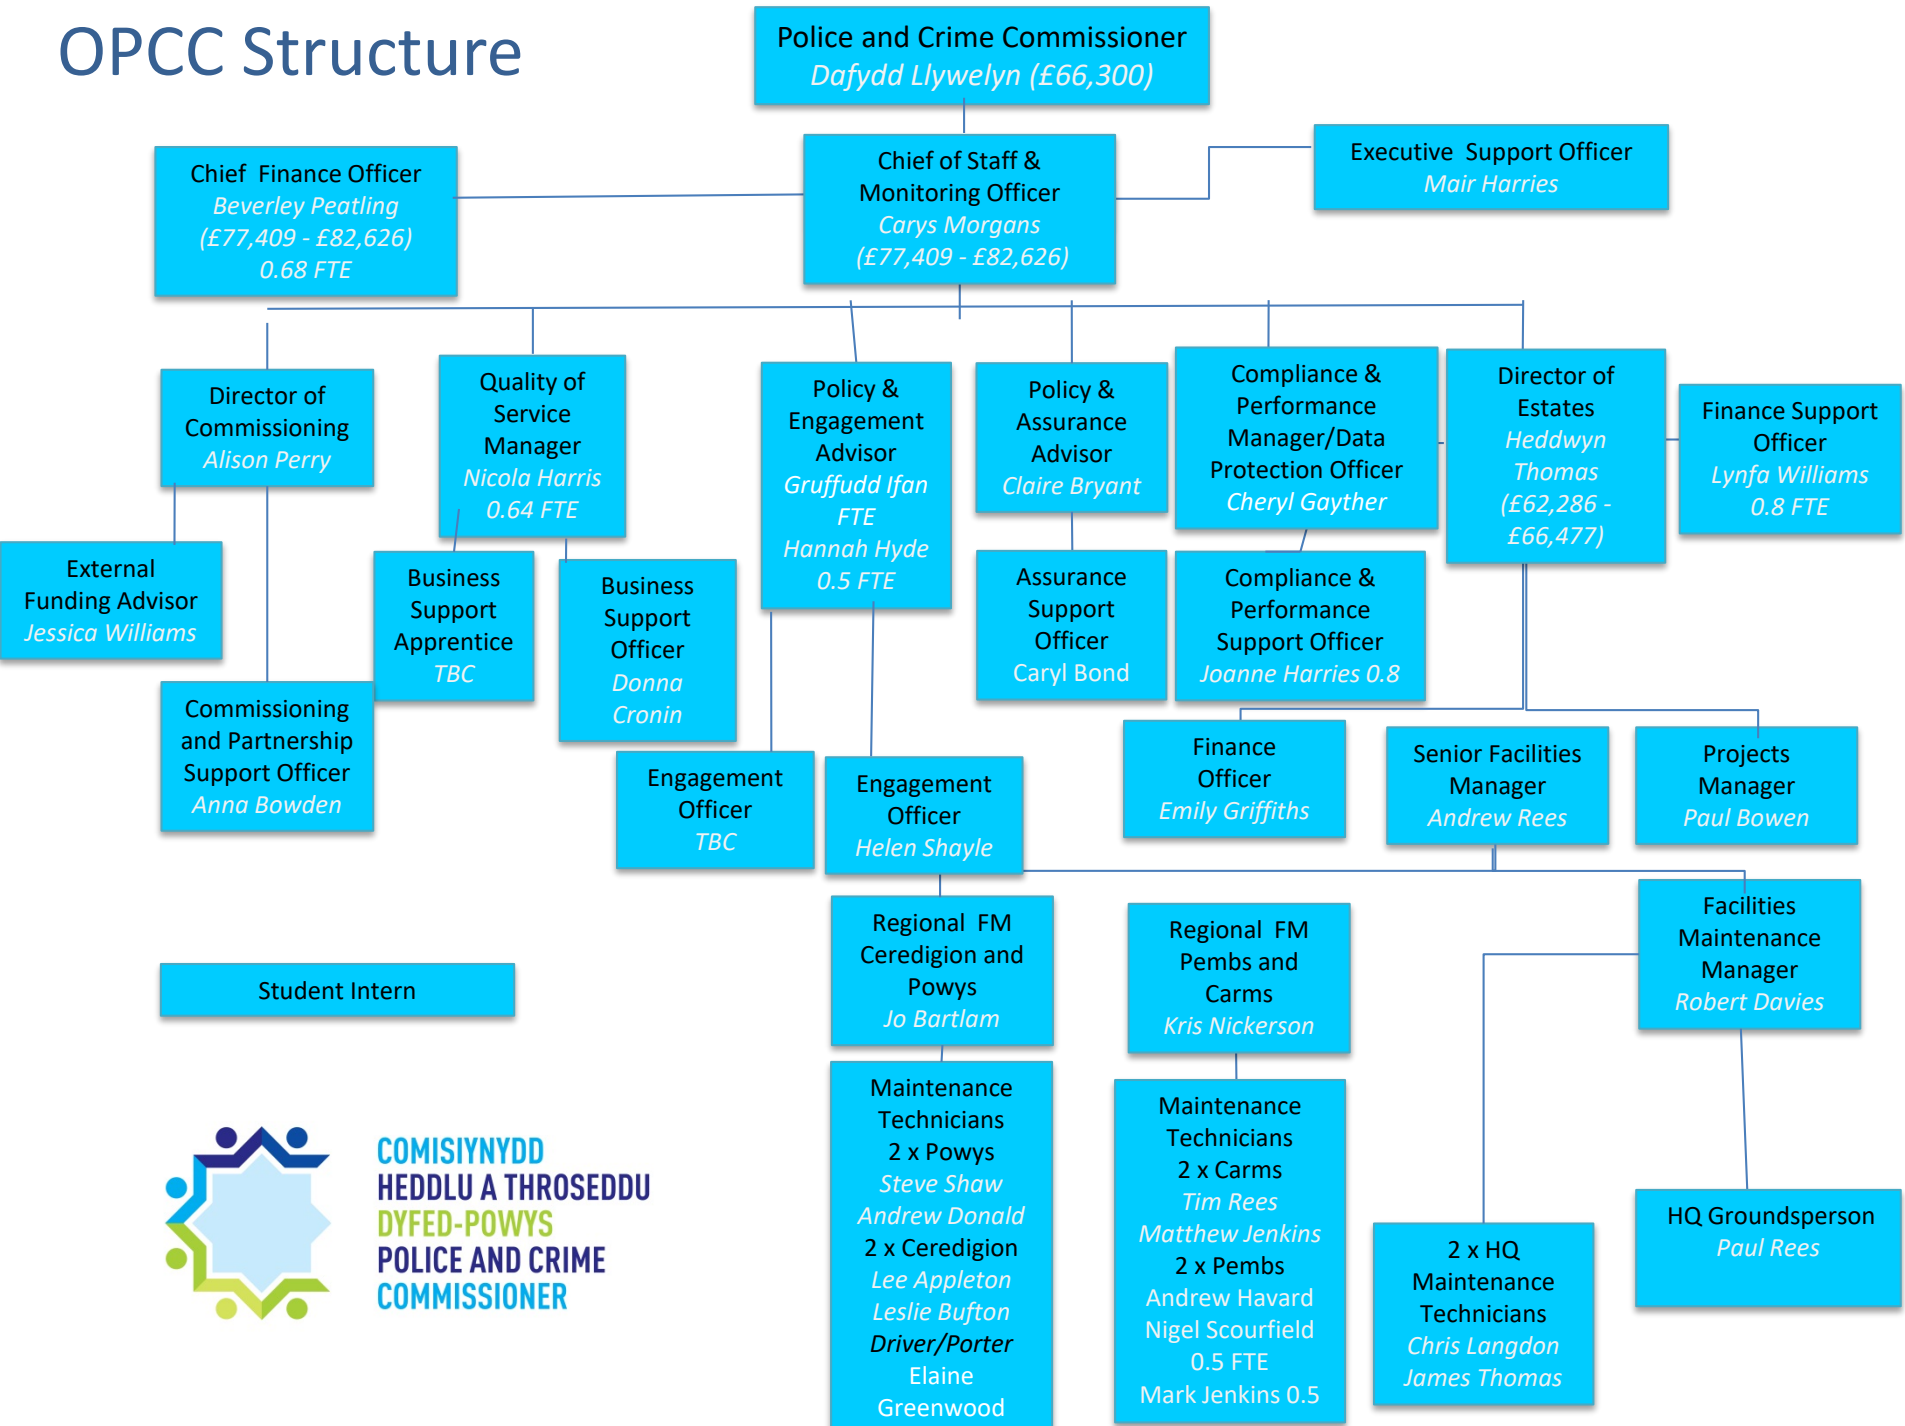 OPCC Structure
Police and Crime Commissioner
Dafydd Llywelyn (£66,300)
Chief  Finance Officer
Beverley Peatling
(£77,409 - £82,626)
0.68 FTE
Chief of Staff &
Monitoring Officer
Carys Morgans
(£77,409 - £82,626)
Executive  Support Officer
Mair Harries
Director of
Commissioning
Alison Perry
Quality of
Service
Manager
Nicola Harris
0.64 FTE
Policy &
Engagement
Advisor
Gruffudd Ifan
FTE
Hannah Hyde
0.5 FTE
Policy &
Assurance
Advisor
Claire Bryant
Compliance &
Performance
Manager/Data
Protection Officer
Cheryl Gayther
Director of
Estates
Heddwyn
Thomas
(£62,286 -
£66,477)
Finance Support
Officer
Lynfa Williams
0.8 FTE
External
Funding Advisor
Jessica Williams
Business
Support
Apprentice
TBC
Business
Support
Officer
Donna
Cronin
Assurance
Support
Officer
Caryl Bond
Compliance &
Performance
Support Officer
Joanne Harries 0.8
Commissioning
and Partnership
Support Officer
Anna Bowden
Engagement
Officer
TBC
Engagement
Officer
Helen Shayle
Finance
Officer
Emily Griffiths
Senior Facilities
Manager
Andrew Rees
Projects
Manager
Paul Bowen
Regional  FM
Ceredigion and
Powys
Jo Bartlam
Regional  FM
Pembs and
Carms
Kris Nickerson
Facilities
Maintenance
Manager
Robert Davies
Student Intern
Maintenance
Technicians
2 x Powys
Steve Shaw
Andrew Donald
2 x Ceredigion
Lee Appleton
Leslie Bufton
Driver/Porter
Elaine
Greenwood
Maintenance
Technicians
2 x Carms
Tim Rees
Matthew Jenkins
2 x Pembs
Andrew Havard
Nigel Scourfield
0.5 FTE
Mark Jenkins 0.5
2 x HQ
Maintenance
Technicians
Chris Langdon
James Thomas
HQ Groundsperson
Paul Rees
COMISIYNYDD
HEDDLU A THROSEDDU
DYFED-POWYS
POLICE AND CRIME
COMMISSIONER